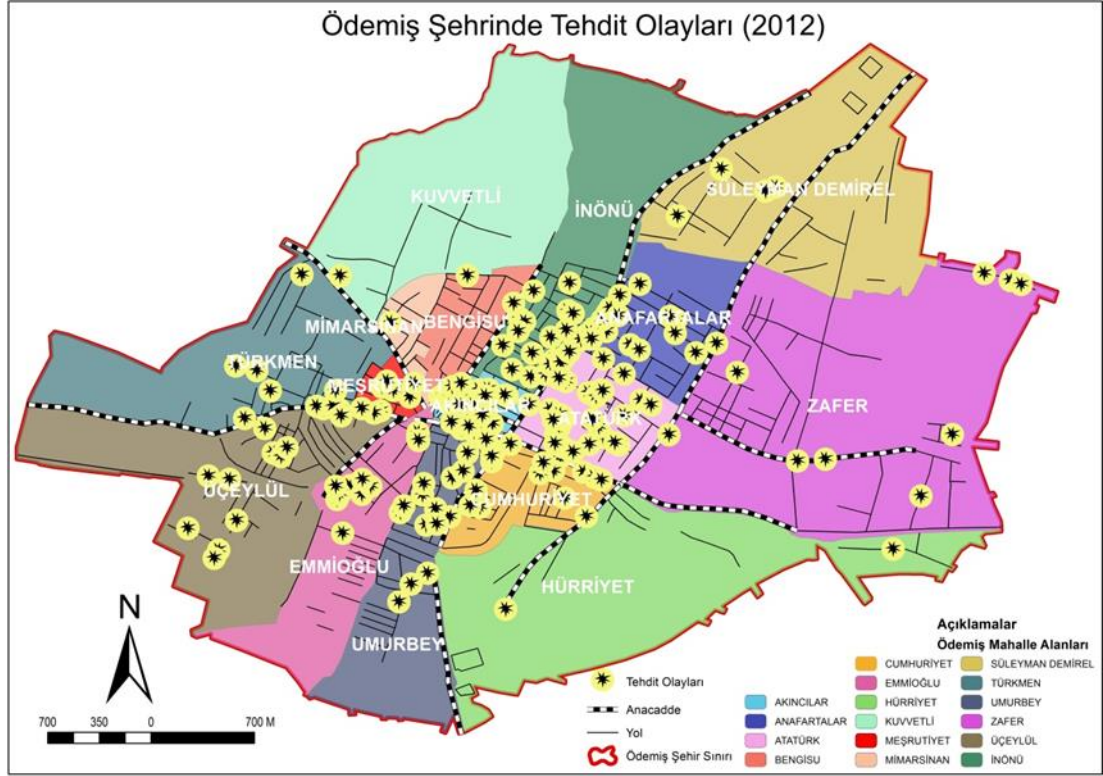 Ödemiş Şehrinde Tehdit Olayları (2012)
KUVVETLİ
İNÖNÜ
SÜLEYMAN DEMİREL
MİMARSİNAN
BENGİSU
ANAFARTALAR
TÜRKMEN
MEŞRUTİYET
AKINCILAR
ATATÜRK
ZAFER
ÜÇEYLÜL
CUMHURİYET
EMMİOĞLU
HÜRRİYET
UMURBEY
N
700 350 0 700 M
Tehdit Olayları
Anacadde
Yol
Ödemiş Şehir Sınırı
Açıklamalar
Ödemiş Mahalle Alanları
AKINCILAR
ANAFARTALAR
ATATÜRK
BENGİSU
CUMHURİYET
EMMİOĞLU
HÜRRİYET
KUVVETLİ
MEŞRUTİYET
MİMARSİNAN
SÜLEYMAN DEMİREL
TÜRKMEN
UMURBEY
ZAFER
ÜÇEYLÜL
İNÖNÜ